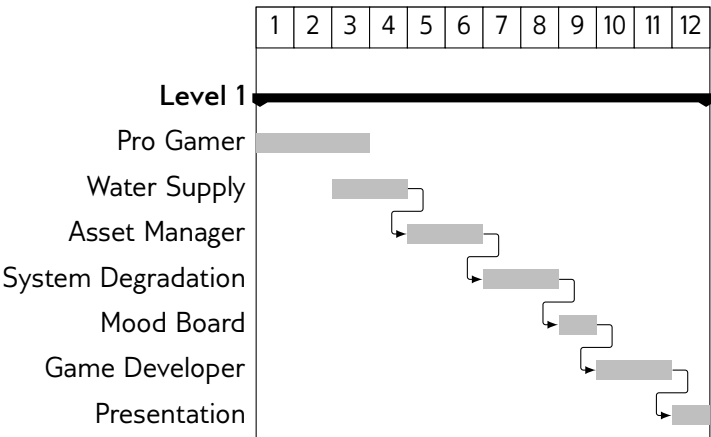 1 2 3 4 5 6 7 8 9 10 11 12
Level 1
Pro Gamer
Water Supply
Asset Manager
System Degradation
Mood Board
Game Developer
Presentation